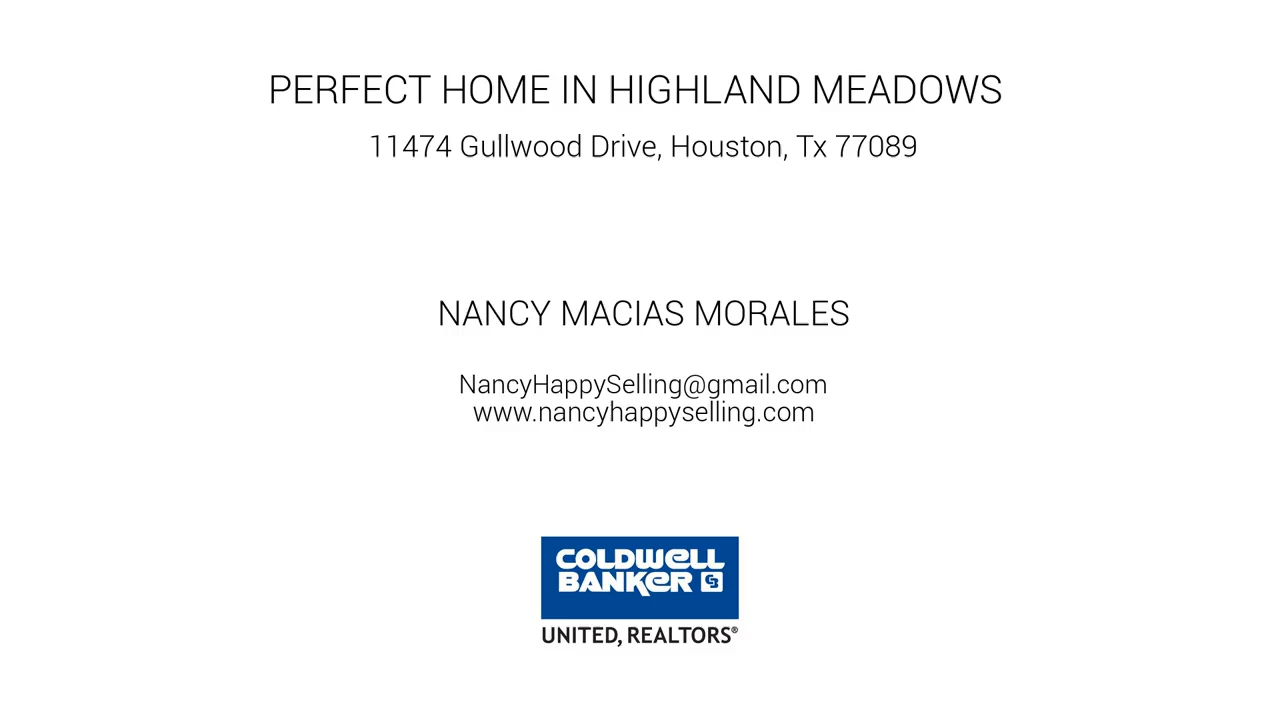 PERFECT HOME IN HIGHLAND MEADOWS
11474 Gullwood Drive, Houston, Tx 77089
NANCY MACIAS MORALES
NancyHappySelling@gmail.com
www.nancyhappyselling.com
COLDWELL
BANKER CB
UNITED, REALTORS®